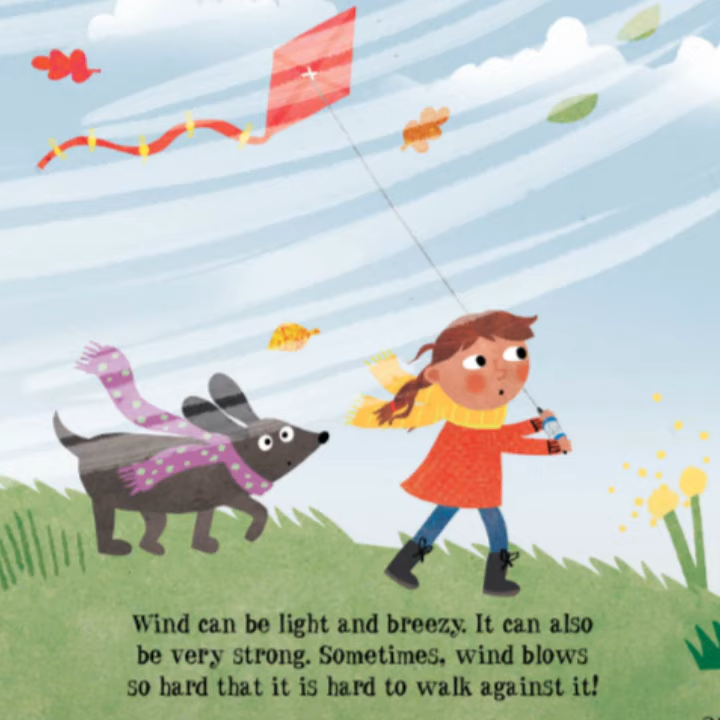 Wind can be light and breezy. It can also
be very strong. Sometimes, wind blows
so hard that it is hard to walk against it!